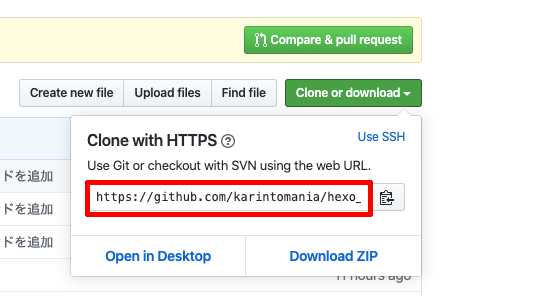 Compare & pull request
Create new file Upload files Find file Clone or download
Clone with HTTPS Use SSH
Use Git or checkout with SVN using the web URL.
https://github.com/karintomania/hexo_
ドを追加
ドを追加
ドを追加
Open in Desktop Download ZIP
11 hours ago